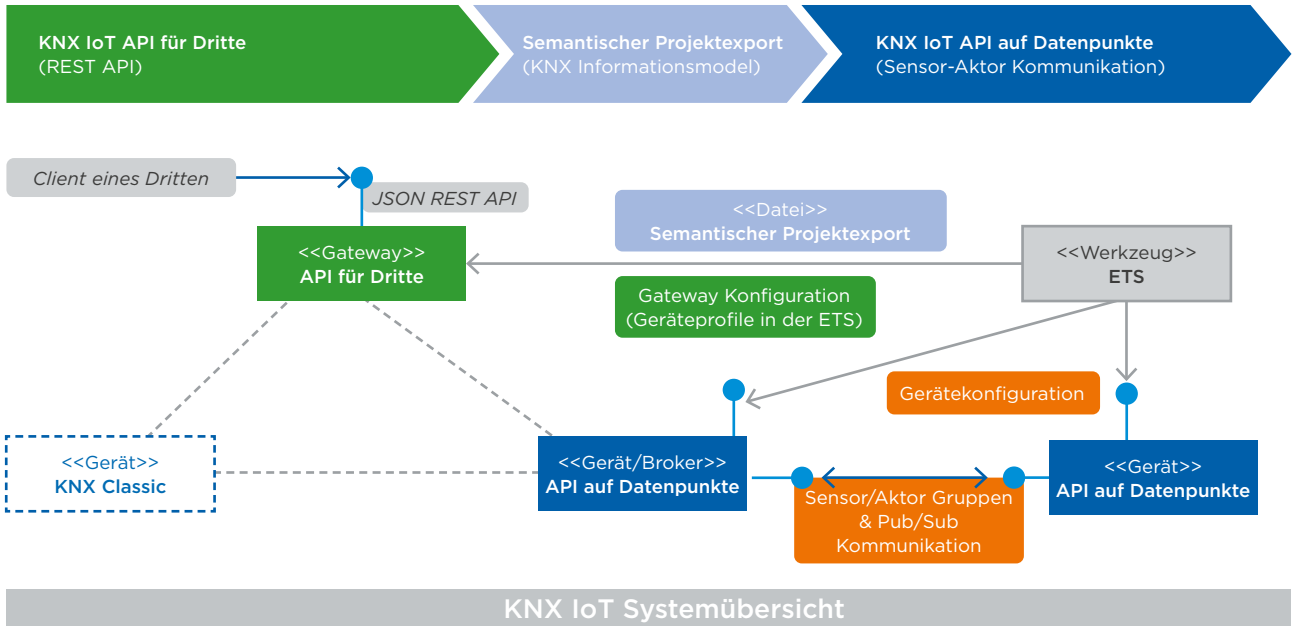 KNX IoT API für Dritte
(REST API)
Semantischer Projektexport
(KNX Informationsmodel)
KNX IoT API auf Datenpunkte
(Sensor-Aktor Kommunikation)
Client eines Dritten
JSON REST API
<<Datei>>
Semantischer Projektexport
<<Gateway>>
API für Dritte
<<Werkzeug>>
ETS
Gateway Konfiguration
(Geräteprofile in der ETS)
Gerätekonfiguration
<<Gerät>>
KNX Classic
<<Gerät/Broker>>
API auf Datenpunkte
<<Gerät>>
API auf Datenpunkte
Sensor/Aktor Gruppen
& Pub/Sub
Kommunikation
KNX IoT Systemübersicht